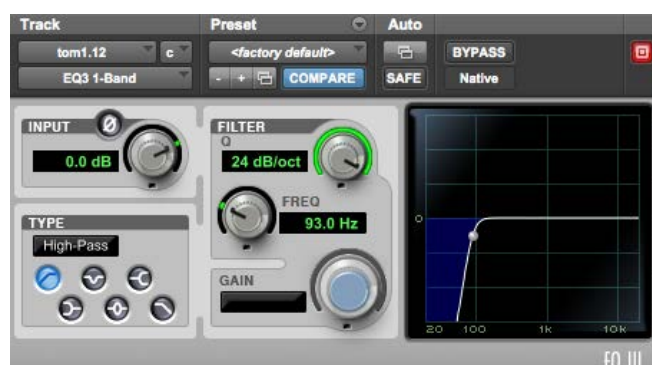 Track Preset Auto
tom1.12 c <factory default> BYPASS
EQ3 1-Band - + COMPARE SAFE Native
INPUT Ø
0.0 dB
FILTER
Q
24 dB/oct
FREQ
93.0 Hz
TYPE
High-Pass
GAIN
0
20 100 1k 10k
EQ III